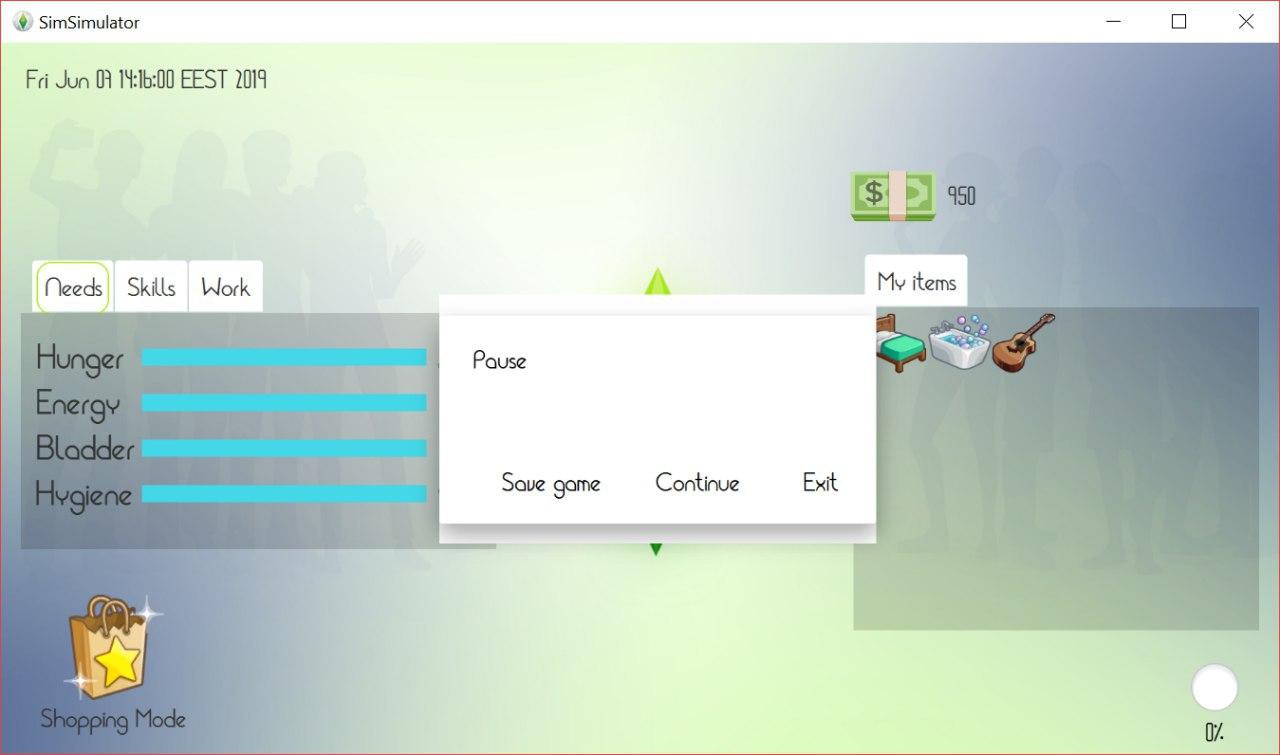 SimSimulator
Fri Jun 07 14:16:00 EEST 2019
$ 950
Needs Skills Work
My items
Hunger
Energy
Bladder
Hygiene
Pause
Save game Continue Exit
Shopping Mode
0%